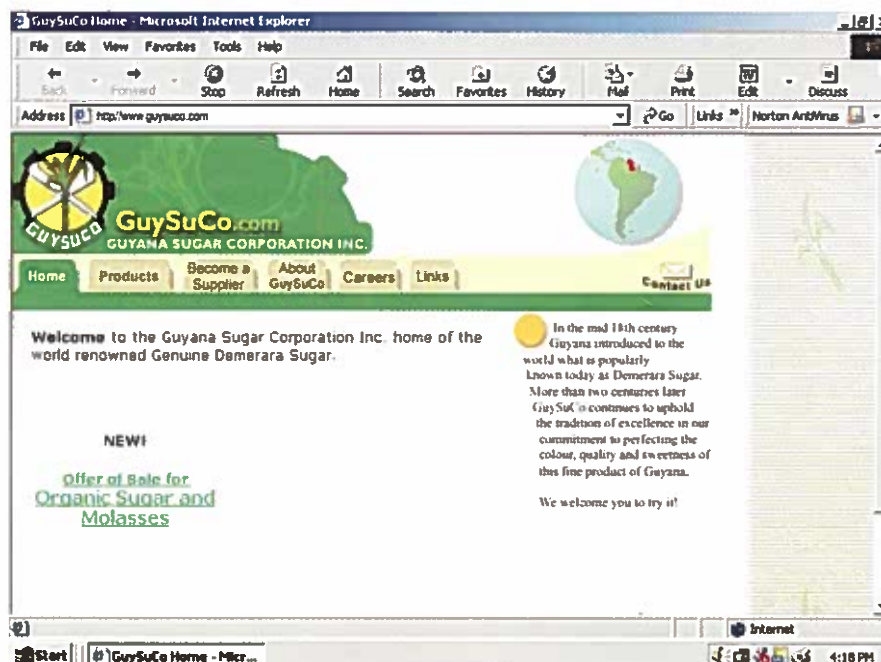 GuySuCo Home - Microsoft Internet Explorer
File Edit View Favorites Tools Help
Back Forward Stop Refresh Home Search Favorites History Mail Print Edit Discuss
Address http://www.guysuco.com Go Links » Norton AntiVirus
GUYSUCO
GuySuCo.com
GUYANA SUGAR CORPORATION INC.
Home Products Become a Supplier About GuySuCo Careers Links Contact Us
Welcome to the Guyana Sugar Corporation Inc. home of the
world renowned Genuine Demerara Sugar.
NEW!
Offer of Sale for
Organic Sugar and
Molasses
In the mid 18th century
Guyana introduced to the
world what is popularly
known today as Demerara Sugar.
More than two centuries later
GuySuCo continues to uphold
the tradition of excellence in our
commitment to perfecting the
colour, quality and sweetness of
this fine product of Guyana.
We welcome you to try it!
Internet
Start GuySuCo Home - Micr... 4:18 PM